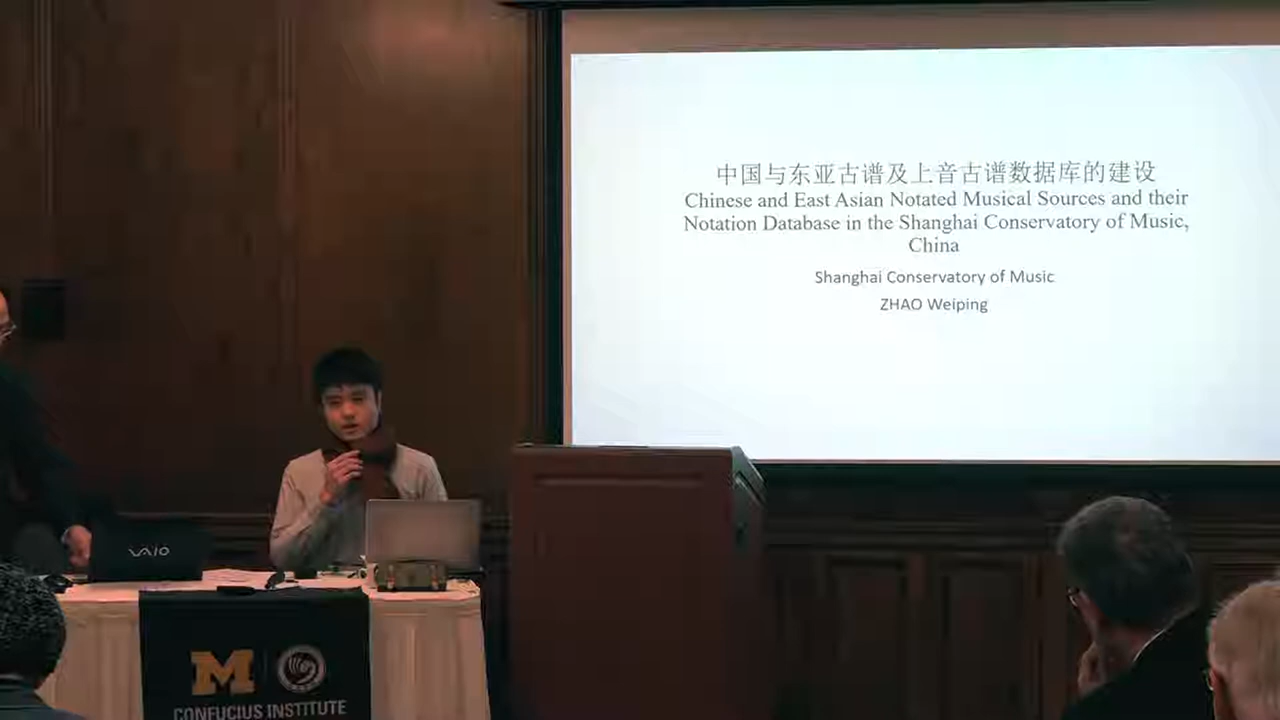 中国与东亚古谱及上音古谱数据库的建设
Chinese and East Asian Notated Musical Sources and their
Notation Database in the Shanghai Conservatory of Music,
China
Shanghai Conservatory of Music
ZHAO Weiping
VAIO
M
CONFUCIUS INSTITUTE